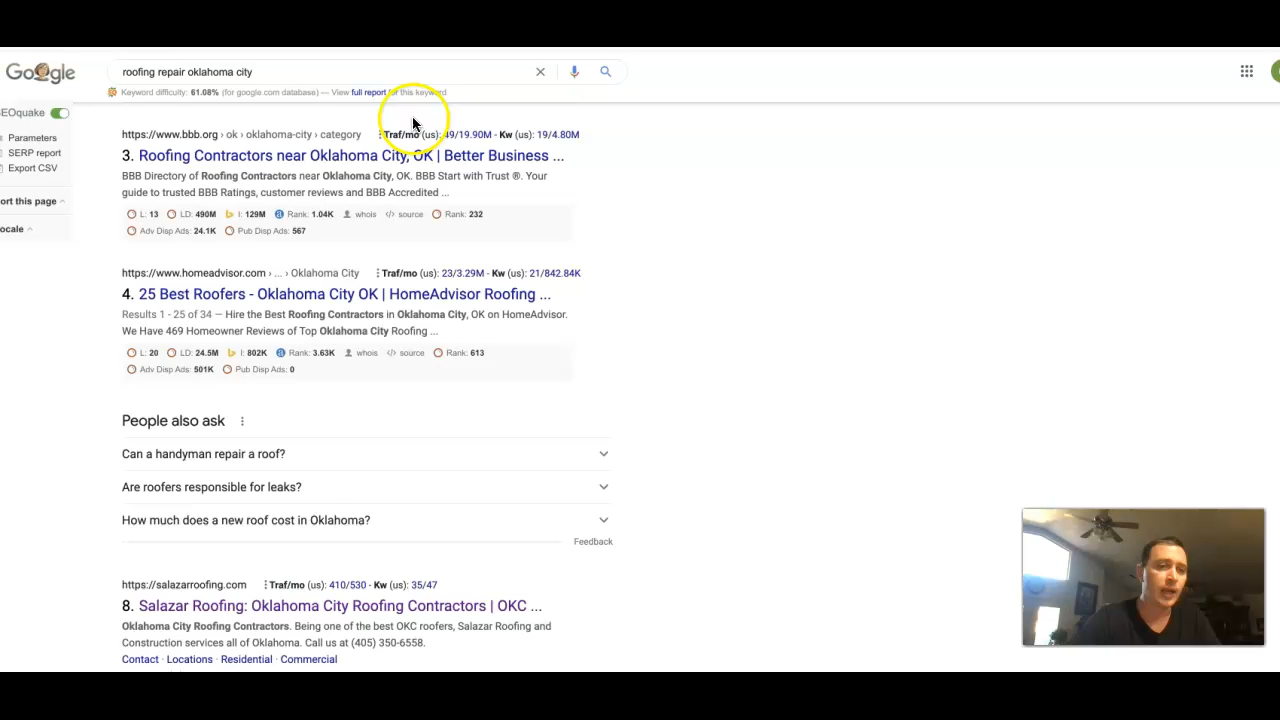 Google
roofing repair oklahoma city
Keyword difficulty: 61.08% (for google.com database) — View full report for this keyword
EOquake
Parameters
SERP report
Export CSV
ort this page
ocale
https://www.bbb.org › ok › oklahoma-city › category Traf/mo (us): 49/19.90M - Kw (us): 19/4.80M
3. Roofing Contractors near Oklahoma City, OK | Better Business ...
BBB Directory of Roofing Contractors near Oklahoma City, OK. BBB Start with Trust ®. Your
guide to trusted BBB Ratings, customer reviews and BBB Accredited ...
L: 13 LD: 490M I: 129M Rank: 1.04K whois </> source Rank: 232
Adv Disp Ads: 24.1K Pub Disp Ads: 567
https://www.homeadvisor.com › ... › Oklahoma City Traf/mo (us): 23/3.29M - Kw (us): 21/842.84K
4. 25 Best Roofers - Oklahoma City OK | HomeAdvisor Roofing ...
Results 1 - 25 of 34 — Hire the Best Roofing Contractors in Oklahoma City, OK on HomeAdvisor.
We Have 469 Homeowner Reviews of Top Oklahoma City Roofing ...
L: 20 LD: 24.5M I: 802K Rank: 3.63K whois </> source Rank: 613
Adv Disp Ads: 501K Pub Disp Ads: 0
People also ask
Can a handyman repair a roof?
Are roofers responsible for leaks?
How much does a new roof cost in Oklahoma?
Feedback
https://salazarroofing.com Traf/mo (us): 410/530 - Kw (us): 35/47
8. Salazar Roofing: Oklahoma City Roofing Contractors | OKC ...
Oklahoma City Roofing Contractors. Being one of the best OKC roofers, Salazar Roofing and
Construction services all of Oklahoma. Call us at (405) 350-6558.
Contact · Locations · Residential · Commercial